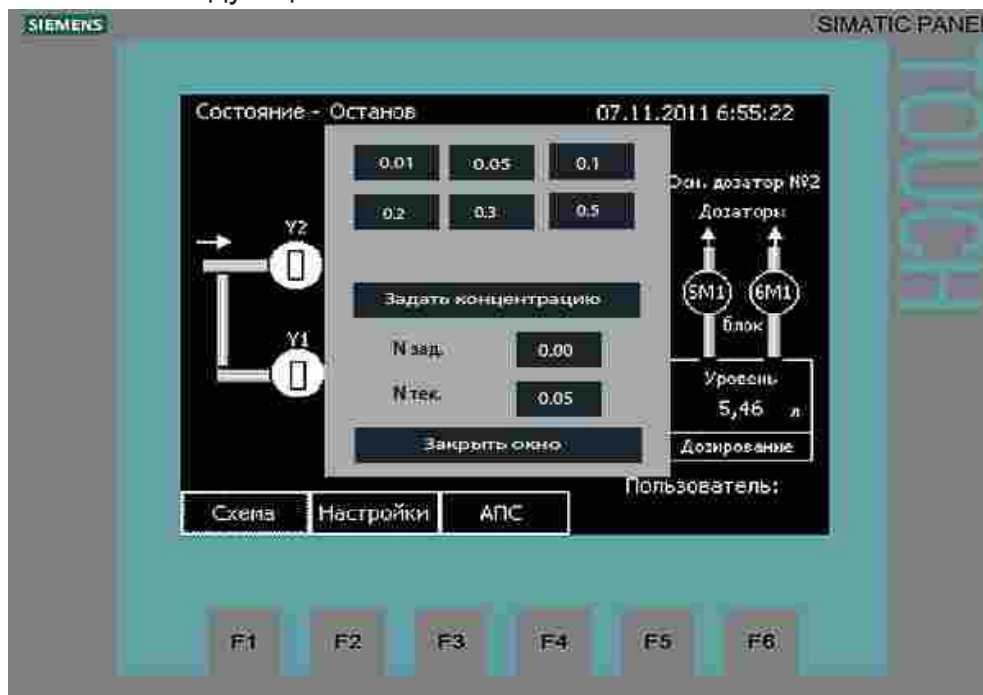 SIEMENS
SIMATIC PANEL
TOUCH
Состояние - Останов
07.11.2011 6:55:22
0.01
0.05
0.1
0.2
0.3
0.5
Осн. дозатор №2
Дозаторы
Y2
5M1
6M1
Задать концентрацию
блок
Y1
N зад.
0.00
Уровень
N тек.
0.05
5,46 л
Закрыть окно
Дозирование
Пользователь:
Схема
Настройки
АПС
F1
F2
F3
F4
F5
F6